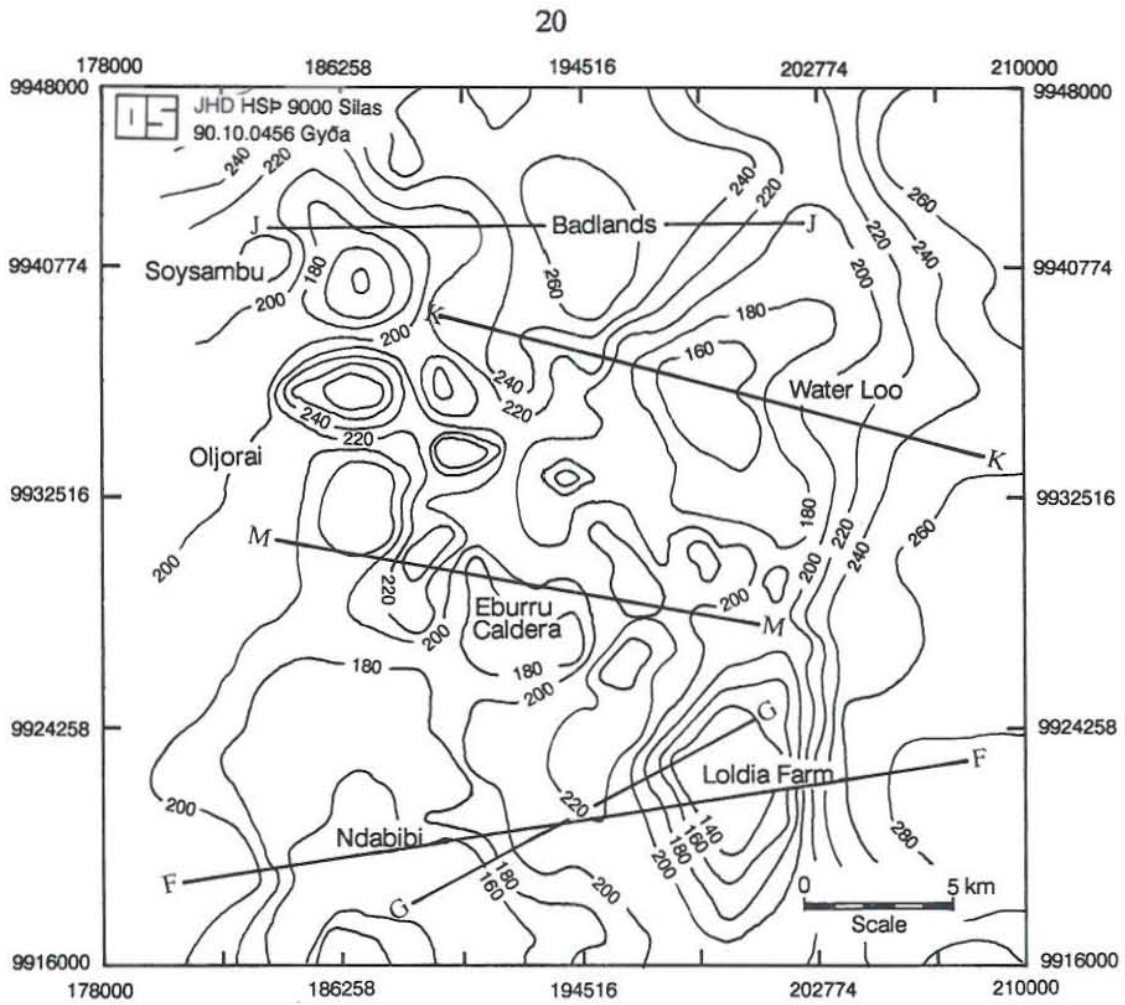 20
178000 186258 194516 202774 210000
9948000 9948000
OS JHD HSÞ 9000 Silas
90.10.0456 Gyða
240 220 240 220 260
J Badlands J
220 240
9940774 Soysambu 180 200 9940774
200 260
180
K
200 160
240 Water Loo
240 220
220
Oljorai K
9932516 180 9932516
M 220 260
200 240
220 200
200
Eburru
Caldera M
200
180 180
200
9924258 G 9924258
F
Loldia Farm
200 220
140
Ndabibi 160 280
180
200
F 180 200 0 5 km
G 160 Scale
9916000 9916000
178000 186258 194516 202774 210000